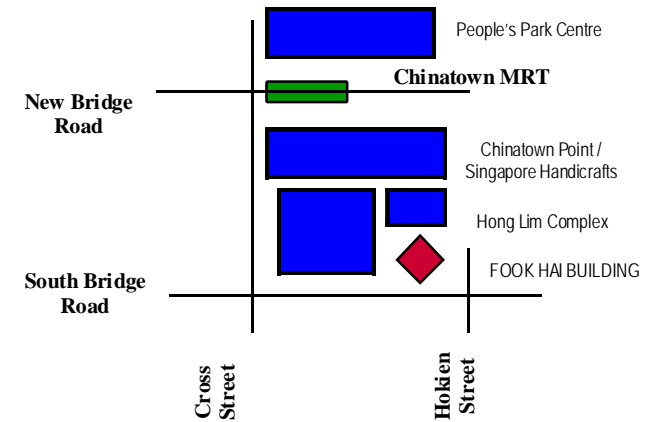 People's Park Centre
Chinatown MRT
New Bridge
Road
Chinatown Point /
Singapore Handicrafts
Hong Lim Complex
FOOK HAI BUILDING
South Bridge
Road
Cross
Street
Hokien
Street